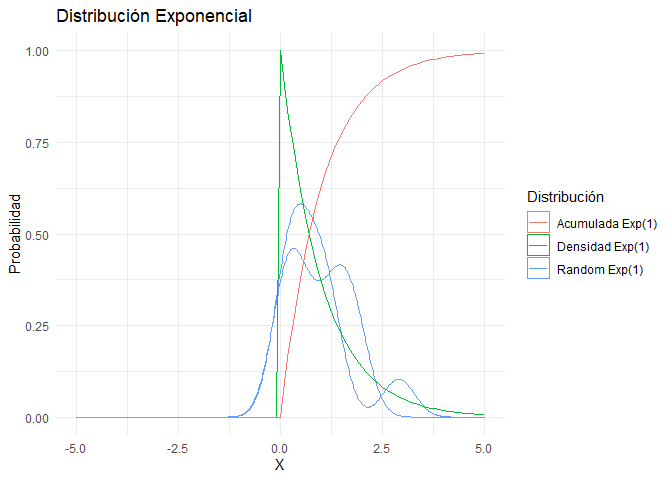 Distribución Exponencial
Probabilidad
1.00
0.75
0.50
0.25
0.00
-5.0
-2.5
0.0
2.5
5.0
X
Distribución
Acumulada Exp(1)
Densidad Exp(1)
Random Exp(1)